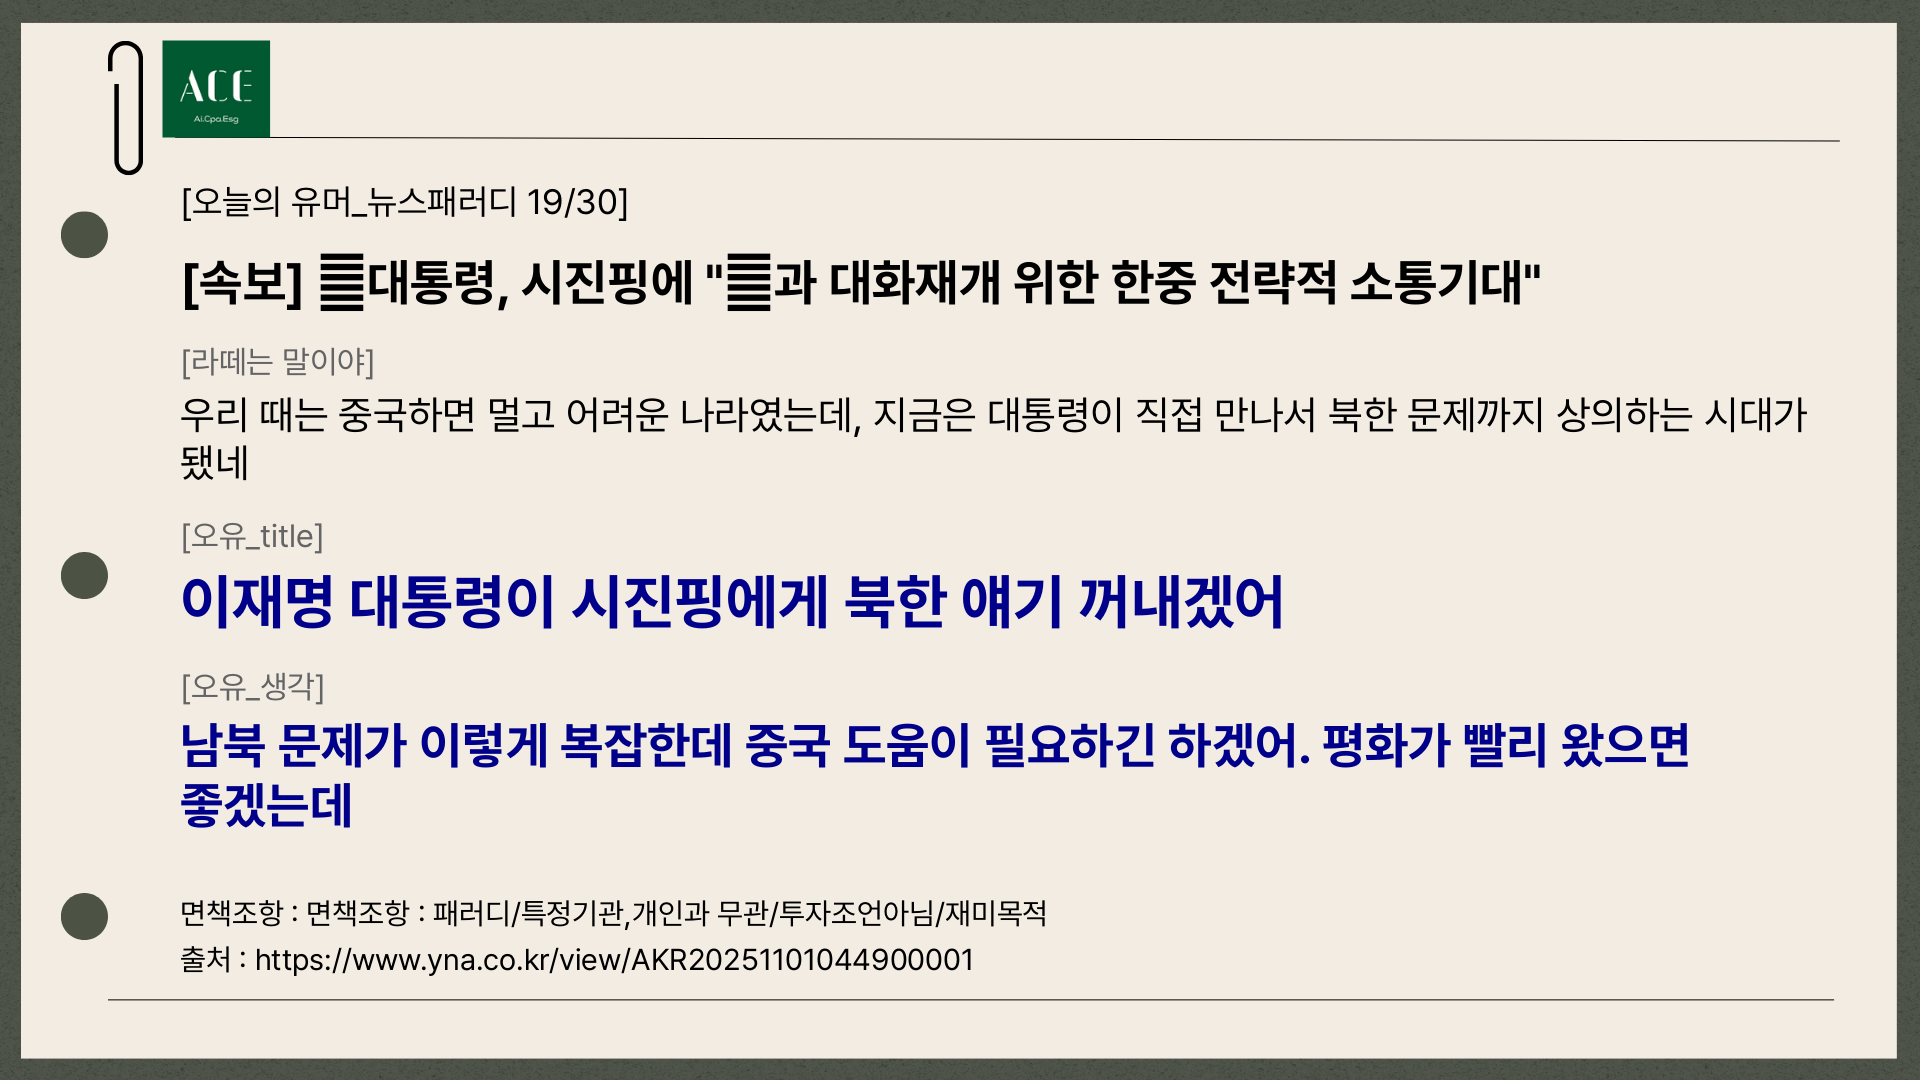 ACE
Ai.Cpa.Esg
[오늘의 유머_뉴스패러디 19/30]
[속보] 대통령, 시진핑에 "과 대화재개 위한 한중 전략적 소통기대"
[라떼는 말이야]
우리 때는 중국하면 멀고 어려운 나라였는데, 지금은 대통령이 직접 만나서 북한 문제까지 상의하는 시대가
됐네
[오유_title]
이재명 대통령이 시진핑에게 북한 얘기 꺼내겠어
[오유_생각]
남북 문제가 이렇게 복잡한데 중국 도움이 필요하긴 하겠어. 평화가 빨리 왔으면
좋겠는데
면책조항 : 면책조항 : 패러디/특정기관,개인과 무관/투자조언아님/재미목적
출처 : https://www.yna.co.kr/view/AKR20251101044900001